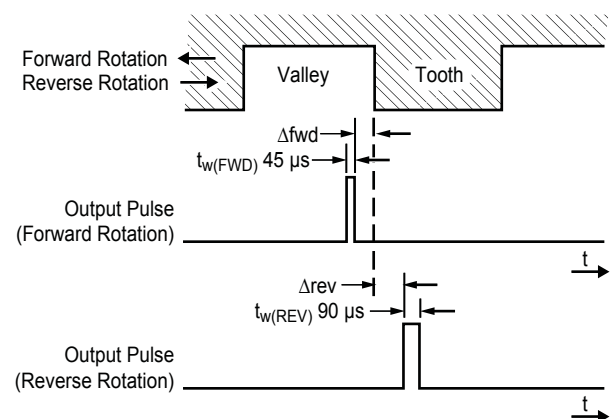 Forward Rotation
Reverse Rotation
Valley
Tooth
Δfwd
tw(FWD) 45 µs
Output Pulse
(Forward Rotation)
t
Δrev
tw(REV) 90 µs
Output Pulse
(Reverse Rotation)
t